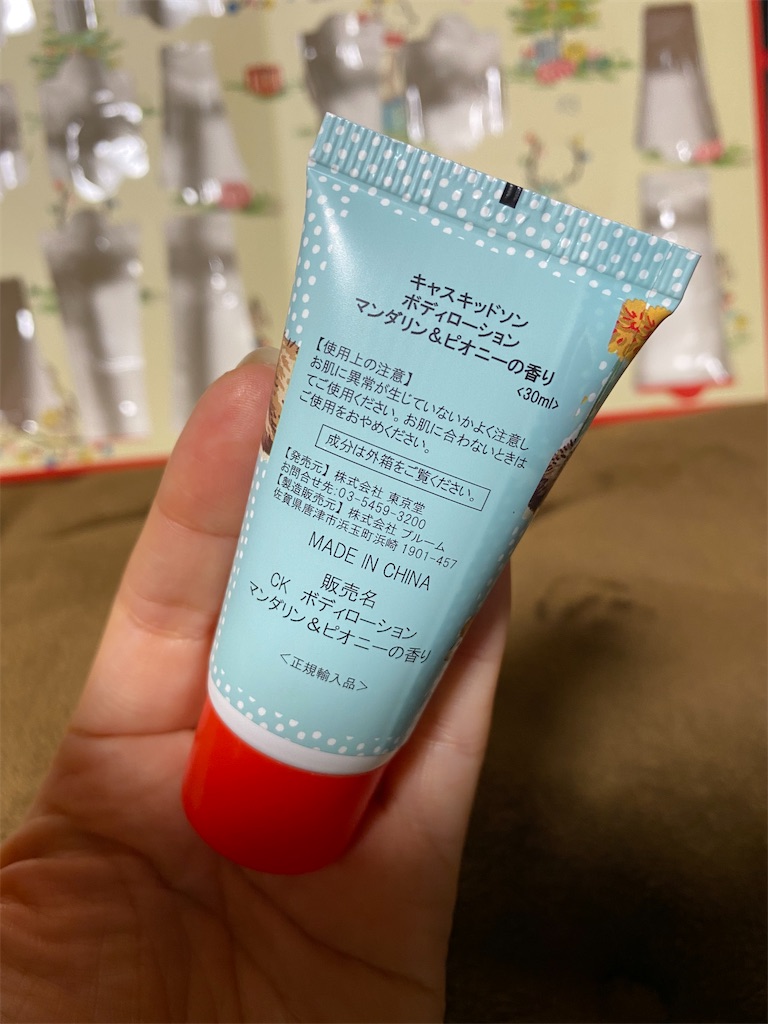 キャスキッドソン
ボディローション
マンダリン&ピオニーの香り
<30ml>
【使用上の注意】
お肌に異常が生じていないかよく注意し
てご使用ください。お肌に合わないときは
ご使用をおやめください。
成分は外箱をご覧ください。
【発売元】株式会社 東京堂
お問合せ先:03-5459-3200
【製造販売元】株式会社 ブルーム
佐賀県唐津市浜玉町浜崎 1901-457
MADE IN CHINA
販売名
CK ボディローション
マンダリン&ピオニーの香り
<正規輸入品>